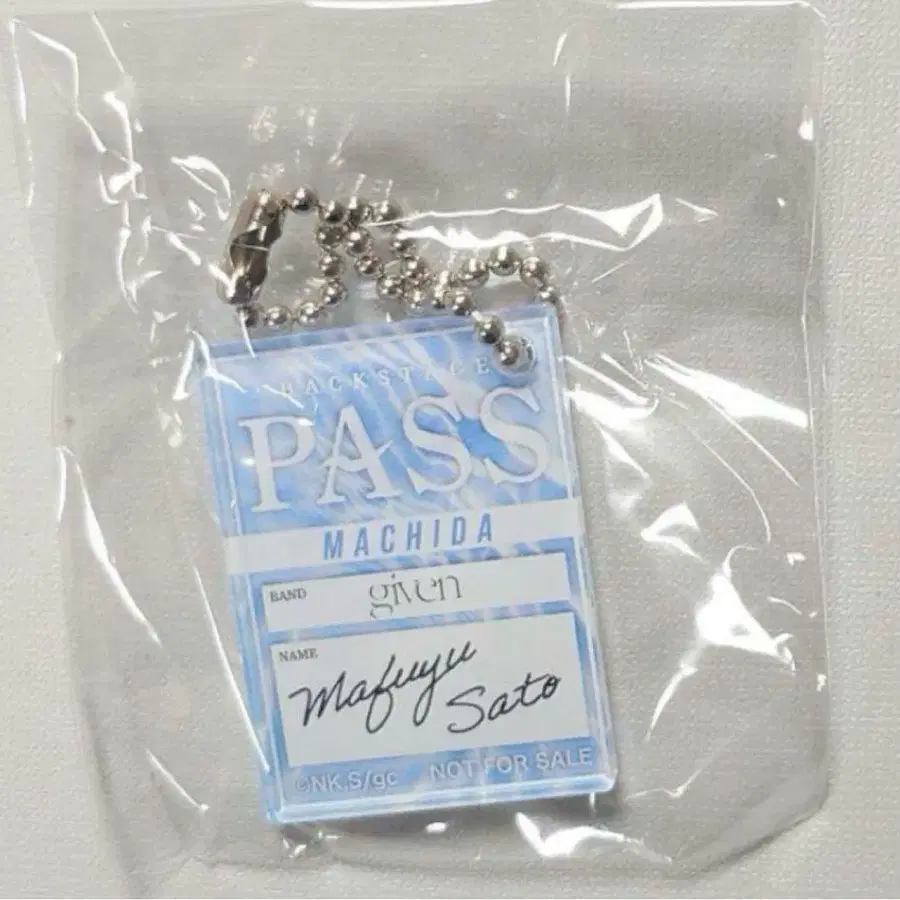 BACKSTAGE
PASS
MACHIDA
BAND given
NAME
Mafuyu
Sato
©NK,S/gc NOT FOR SALE